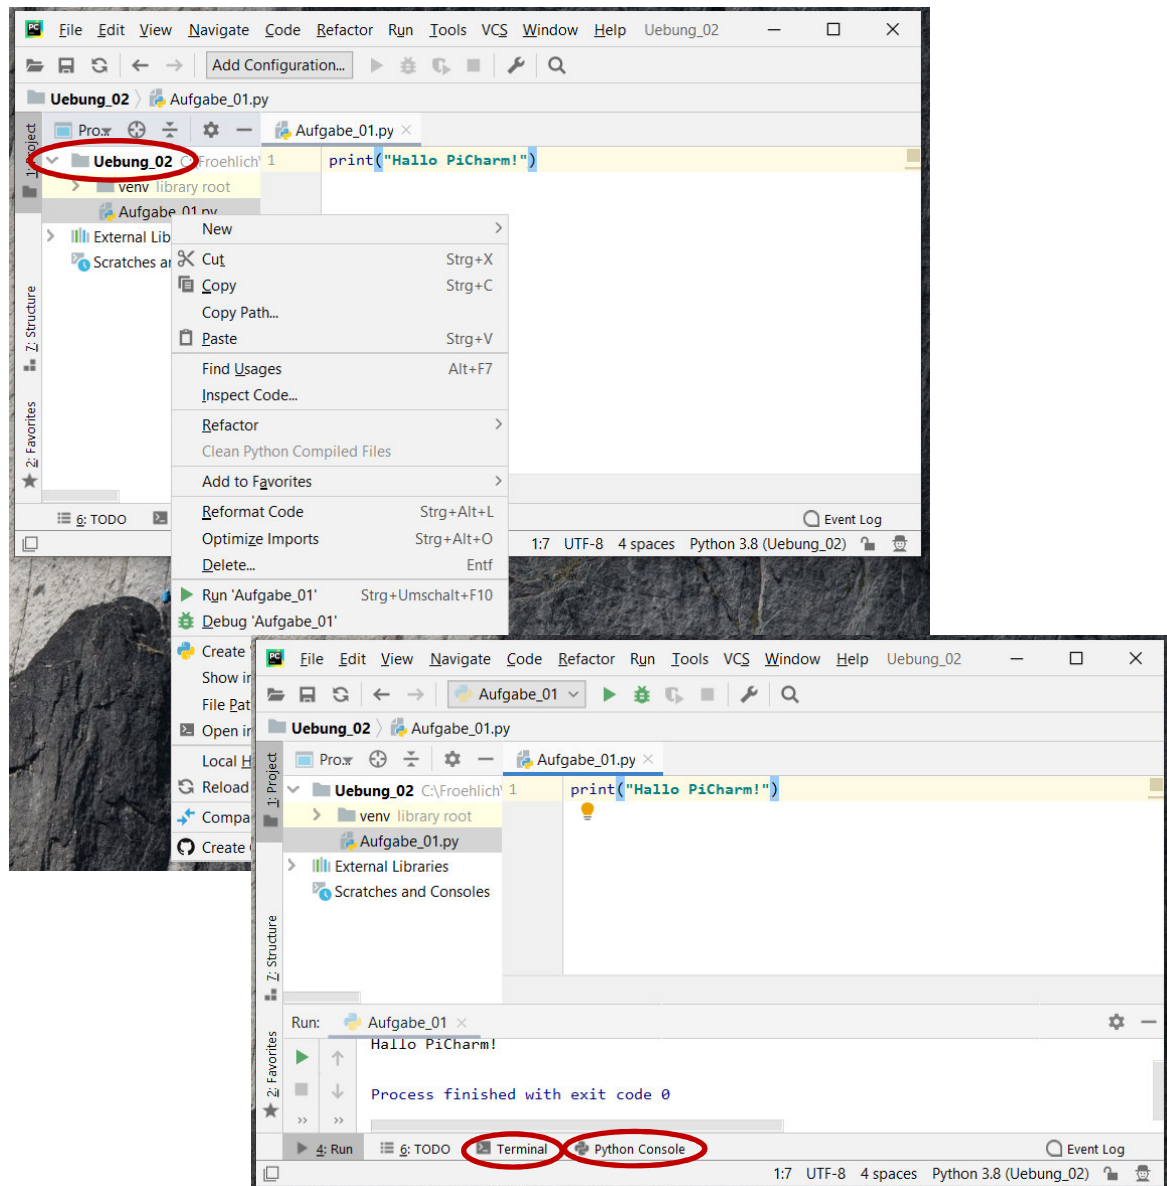 File Edit View Navigate Code Refactor Run Tools VCS Window Help Uebung_02
Add Configuration...
Uebung_02 Aufgabe_01.py
1: Project
Pro
Aufgabe_01.py
Uebung_02 C:\Froehlich\
1 print("Hallo PiCharm!")
venv library root
Aufgabe_01.py
External Lib
Scratches ar
7: Structure
2: Favorites
New
Cut Strg+X
Copy Strg+C
Copy Path...
Paste Strg+V
Find Usages Alt+F7
Inspect Code...
Refactor
Clean Python Compiled Files
Add to Favorites
Reformat Code Strg+Alt+L
Optimize Imports Strg+Alt+O
Delete... Entf
Run 'Aufgabe_01' Strg+Umschalt+F10
Debug 'Aufgabe_01'
Create
Show in
File Pat
Open in
Local H
Reload
Compa
Create
6: TODO
Event Log
1:7 UTF-8 4 spaces Python 3.8 (Uebung_02)
File Edit View Navigate Code Refactor Run Tools VCS Window Help Uebung_02
Aufgabe_01
Uebung_02 Aufgabe_01.py
1: Project
Pro
Aufgabe_01.py
Uebung_02 C:\Froehlich\
1 print("Hallo PiCharm!")
venv library root
Aufgabe_01.py
External Libraries
Scratches and Consoles
7: Structure
2: Favorites
Run: Aufgabe_01
Hallo PiCharm!
Process finished with exit code 0
4: Run 6: TODO Terminal Python Console Event Log
1:7 UTF-8 4 spaces Python 3.8 (Uebung_02)